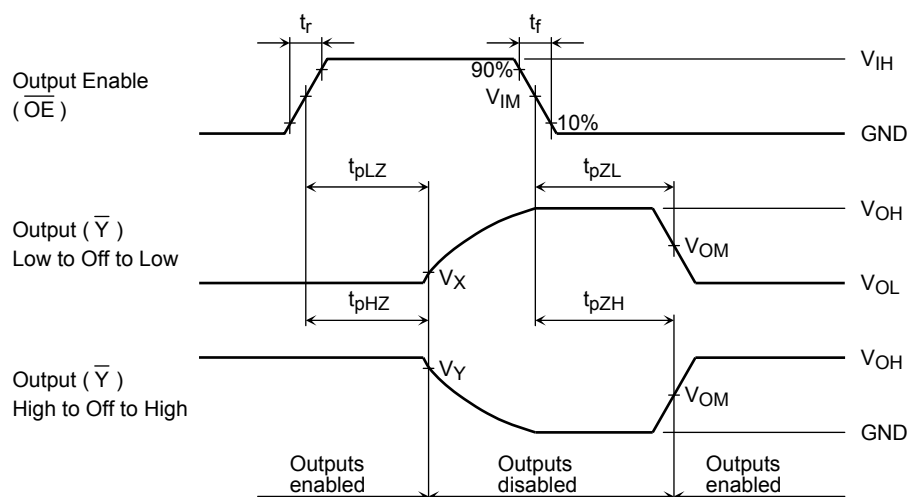 tr
tf
Output Enable
( O̅E̅ )
90%
VIM
10%
VIH
GND
tpLZ
tpZL
Output ( Y̅ )
Low to Off to Low
VX
VOM
VOH
VOL
tpHZ
tpZH
Output ( Y̅ )
High to Off to High
VY
VOM
VOH
GND
Outputs
enabled
Outputs
disabled
Outputs
enabled